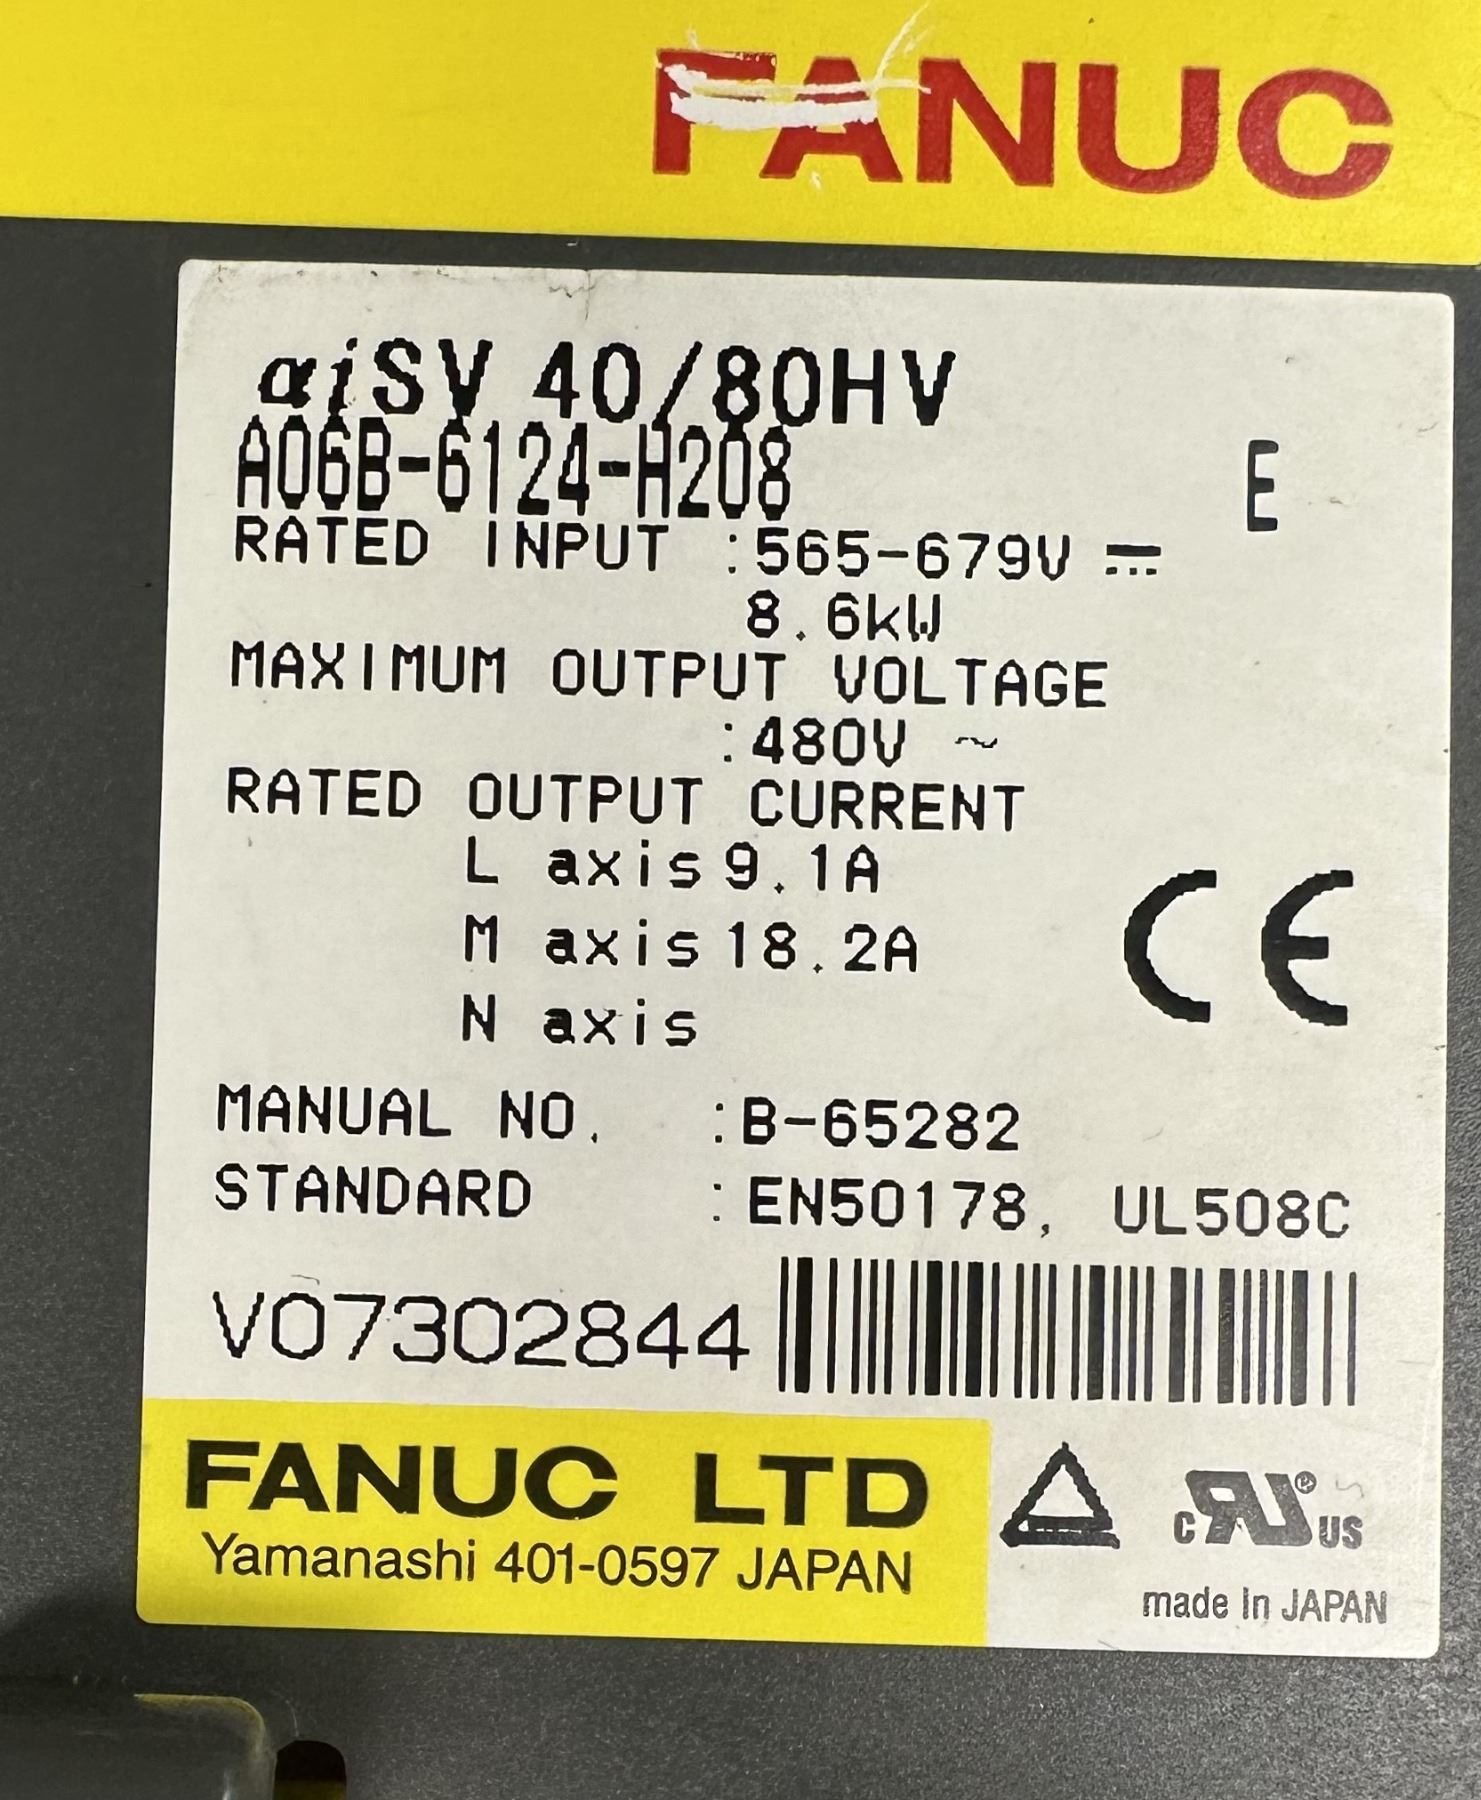 FANUC
αiSV 40/80HV
A06B-6124-H208 E
RATED INPUT :565-679V ⎓
8.6kW
MAXIMUM OUTPUT VOLTAGE
:480V ~
RATED OUTPUT CURRENT
L axis 9.1A
M axis 18.2A
N axis
CE
MANUAL NO. :B-65282
STANDARD :EN50178, UL508C
V07302844
FANUC LTD
Yamanashi 401-0597 JAPAN
c RU ® US
made in JAPAN